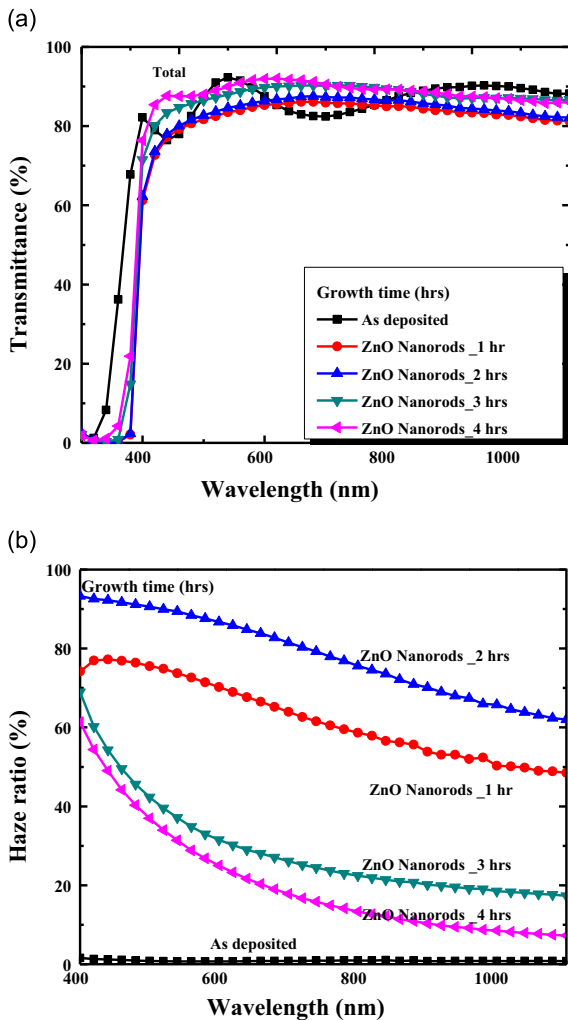 (a)
100
80
60
40
20
0
Transmittance (%)
Total
Growth time (hrs)
As deposited
ZnO Nanorods _1 hr
ZnO Nanorods_2 hrs
ZnO Nanorods_3 hrs
ZnO Nanorods_4 hrs
400 600 800 1000
Wavelength (nm)
(b)
100
80
60
40
20
0
Haze ratio (%)
Growth time (hrs)
ZnO Nanorods _2 hrs
ZnO Nanorods _1 hr
ZnO Nanorods _3 hrs
ZnO Nanorods _4 hrs
As deposited
400 600 800 1000
Wavelength (nm)